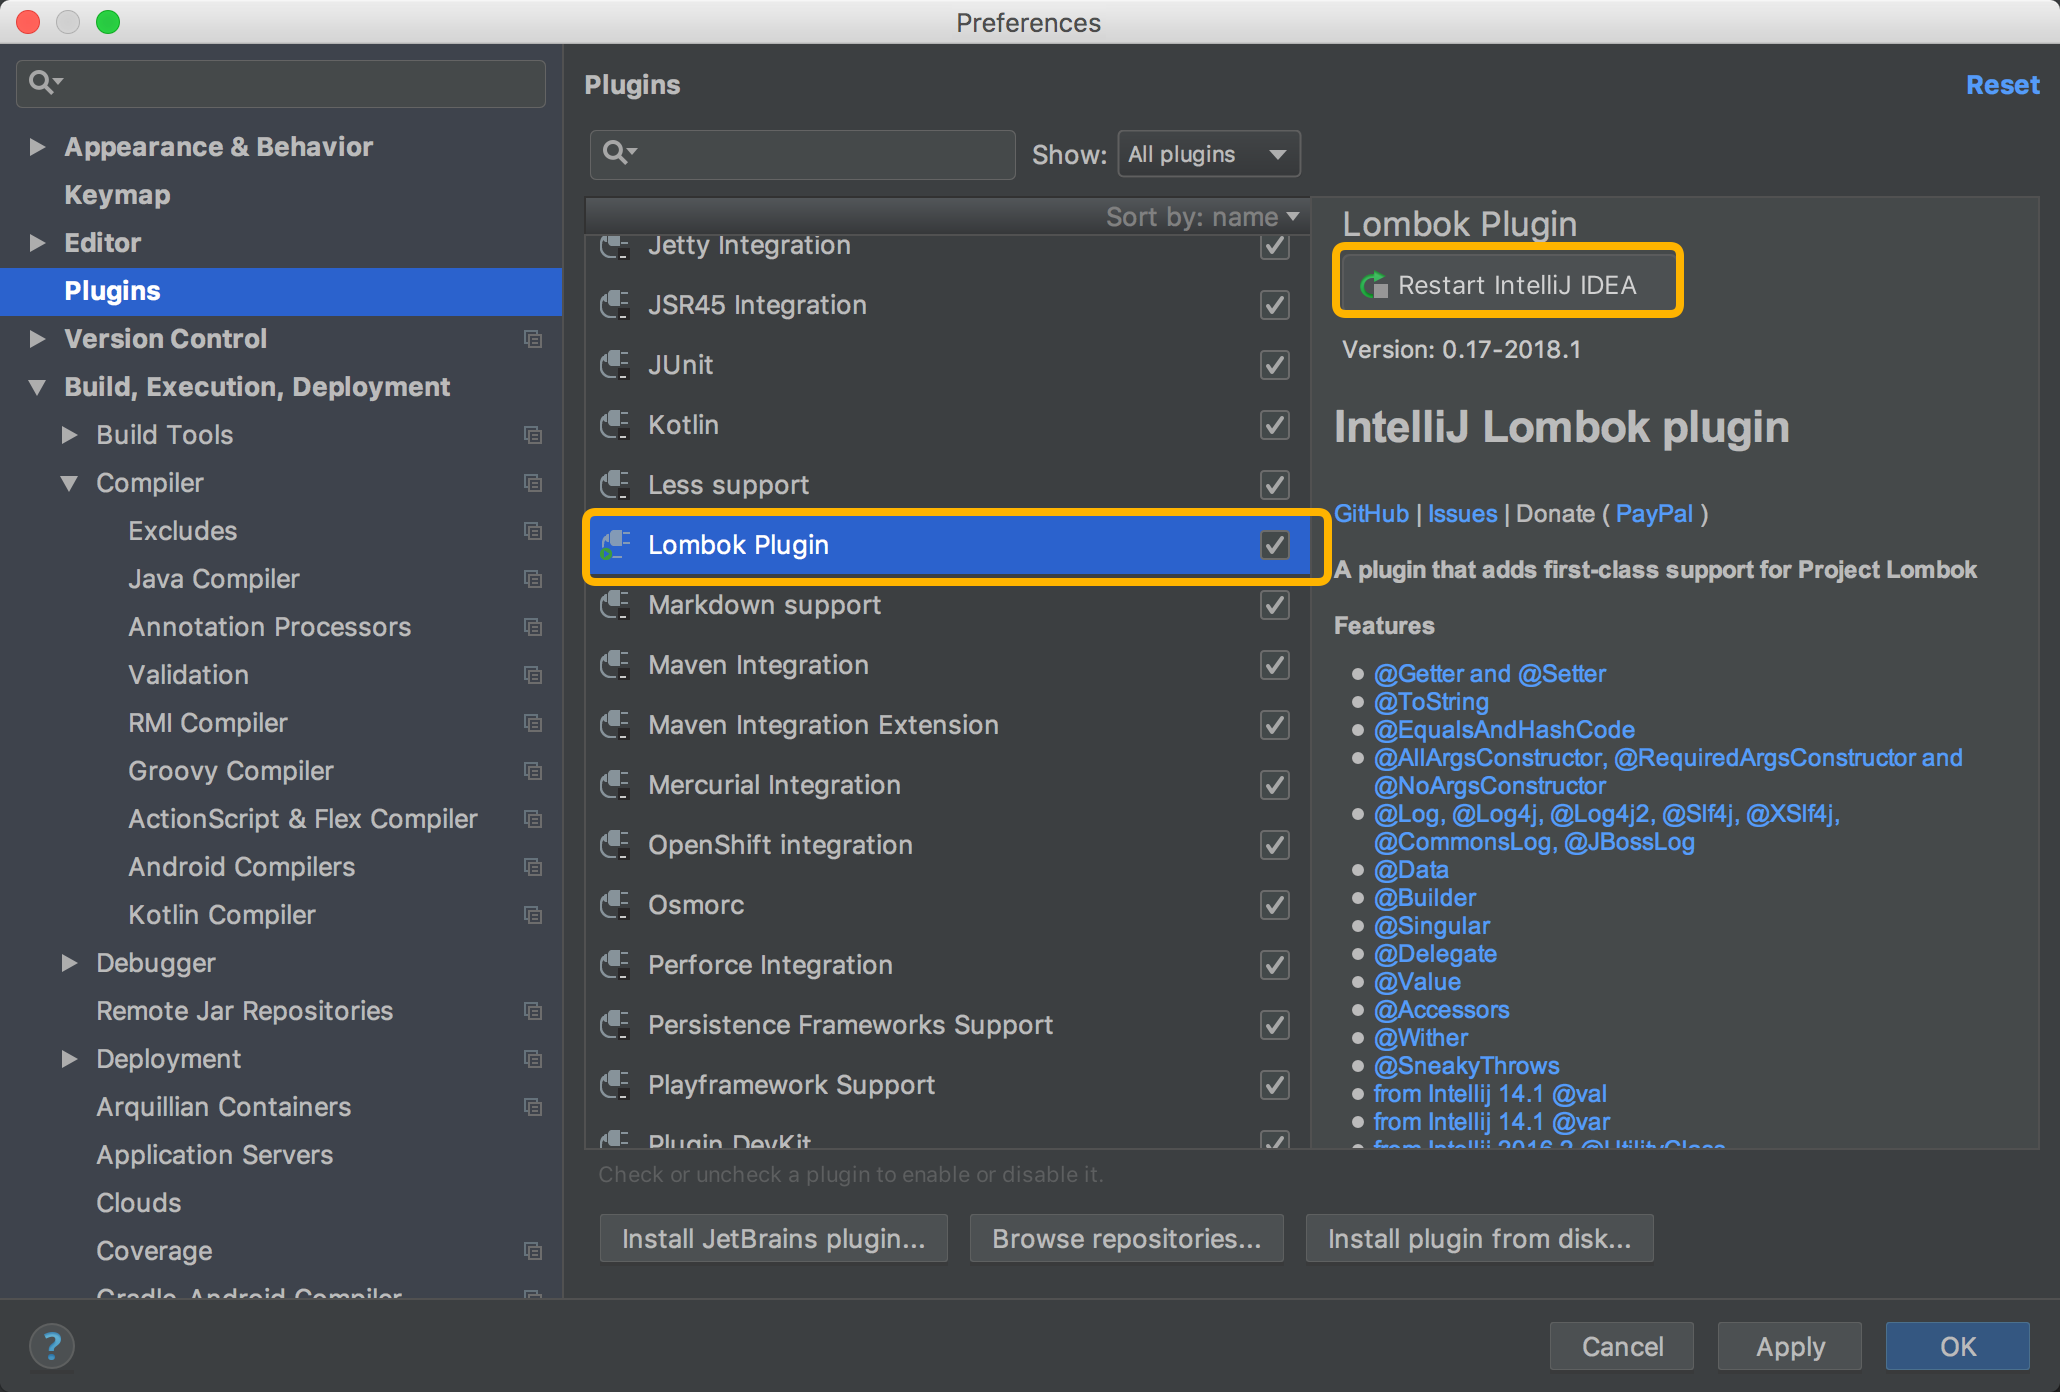 Preferences
Appearance & Behavior
Keymap
Editor
Plugins
Version Control
Build, Execution, Deployment
Build Tools
Compiler
Excludes
Java Compiler
Annotation Processors
Validation
RMI Compiler
Groovy Compiler
ActionScript & Flex Compiler
Android Compilers
Kotlin Compiler
Debugger
Remote Jar Repositories
Deployment
Arquillian Containers
Application Servers
Clouds
Coverage
Gradle-Android Compiler
Plugins
Reset
Show: All plugins
Sort by: name
Jetty Integration
JSR45 Integration
JUnit
Kotlin
Less support
Lombok Plugin
Markdown support
Maven Integration
Maven Integration Extension
Mercurial Integration
OpenShift integration
Osmorc
Perforce Integration
Persistence Frameworks Support
Playframework Support
Plugin DevKit
Check or uncheck a plugin to enable or disable it.
Install JetBrains plugin...
Browse repositories...
Install plugin from disk...
Lombok Plugin
Restart IntelliJ IDEA
Version: 0.17-2018.1
IntelliJ Lombok plugin
GitHub | Issues | Donate ( PayPal )
A plugin that adds first-class support for Project Lombok
Features
@Getter and @Setter
@ToString
@EqualsAndHashCode
@AllArgsConstructor, @RequiredArgsConstructor and
@NoArgsConstructor
@Log, @Log4j, @Log4j2, @Slf4j, @XSlf4j,
@CommonsLog, @JBossLog
@Data
@Builder
@Singular
@Delegate
@Value
@Accessors
@Wither
@SneakyThrows
from Intellij 14.1 @val
from Intellij 14.1 @var
from Intellij 2016.2 @UtilityClass
?
Cancel
Apply
OK